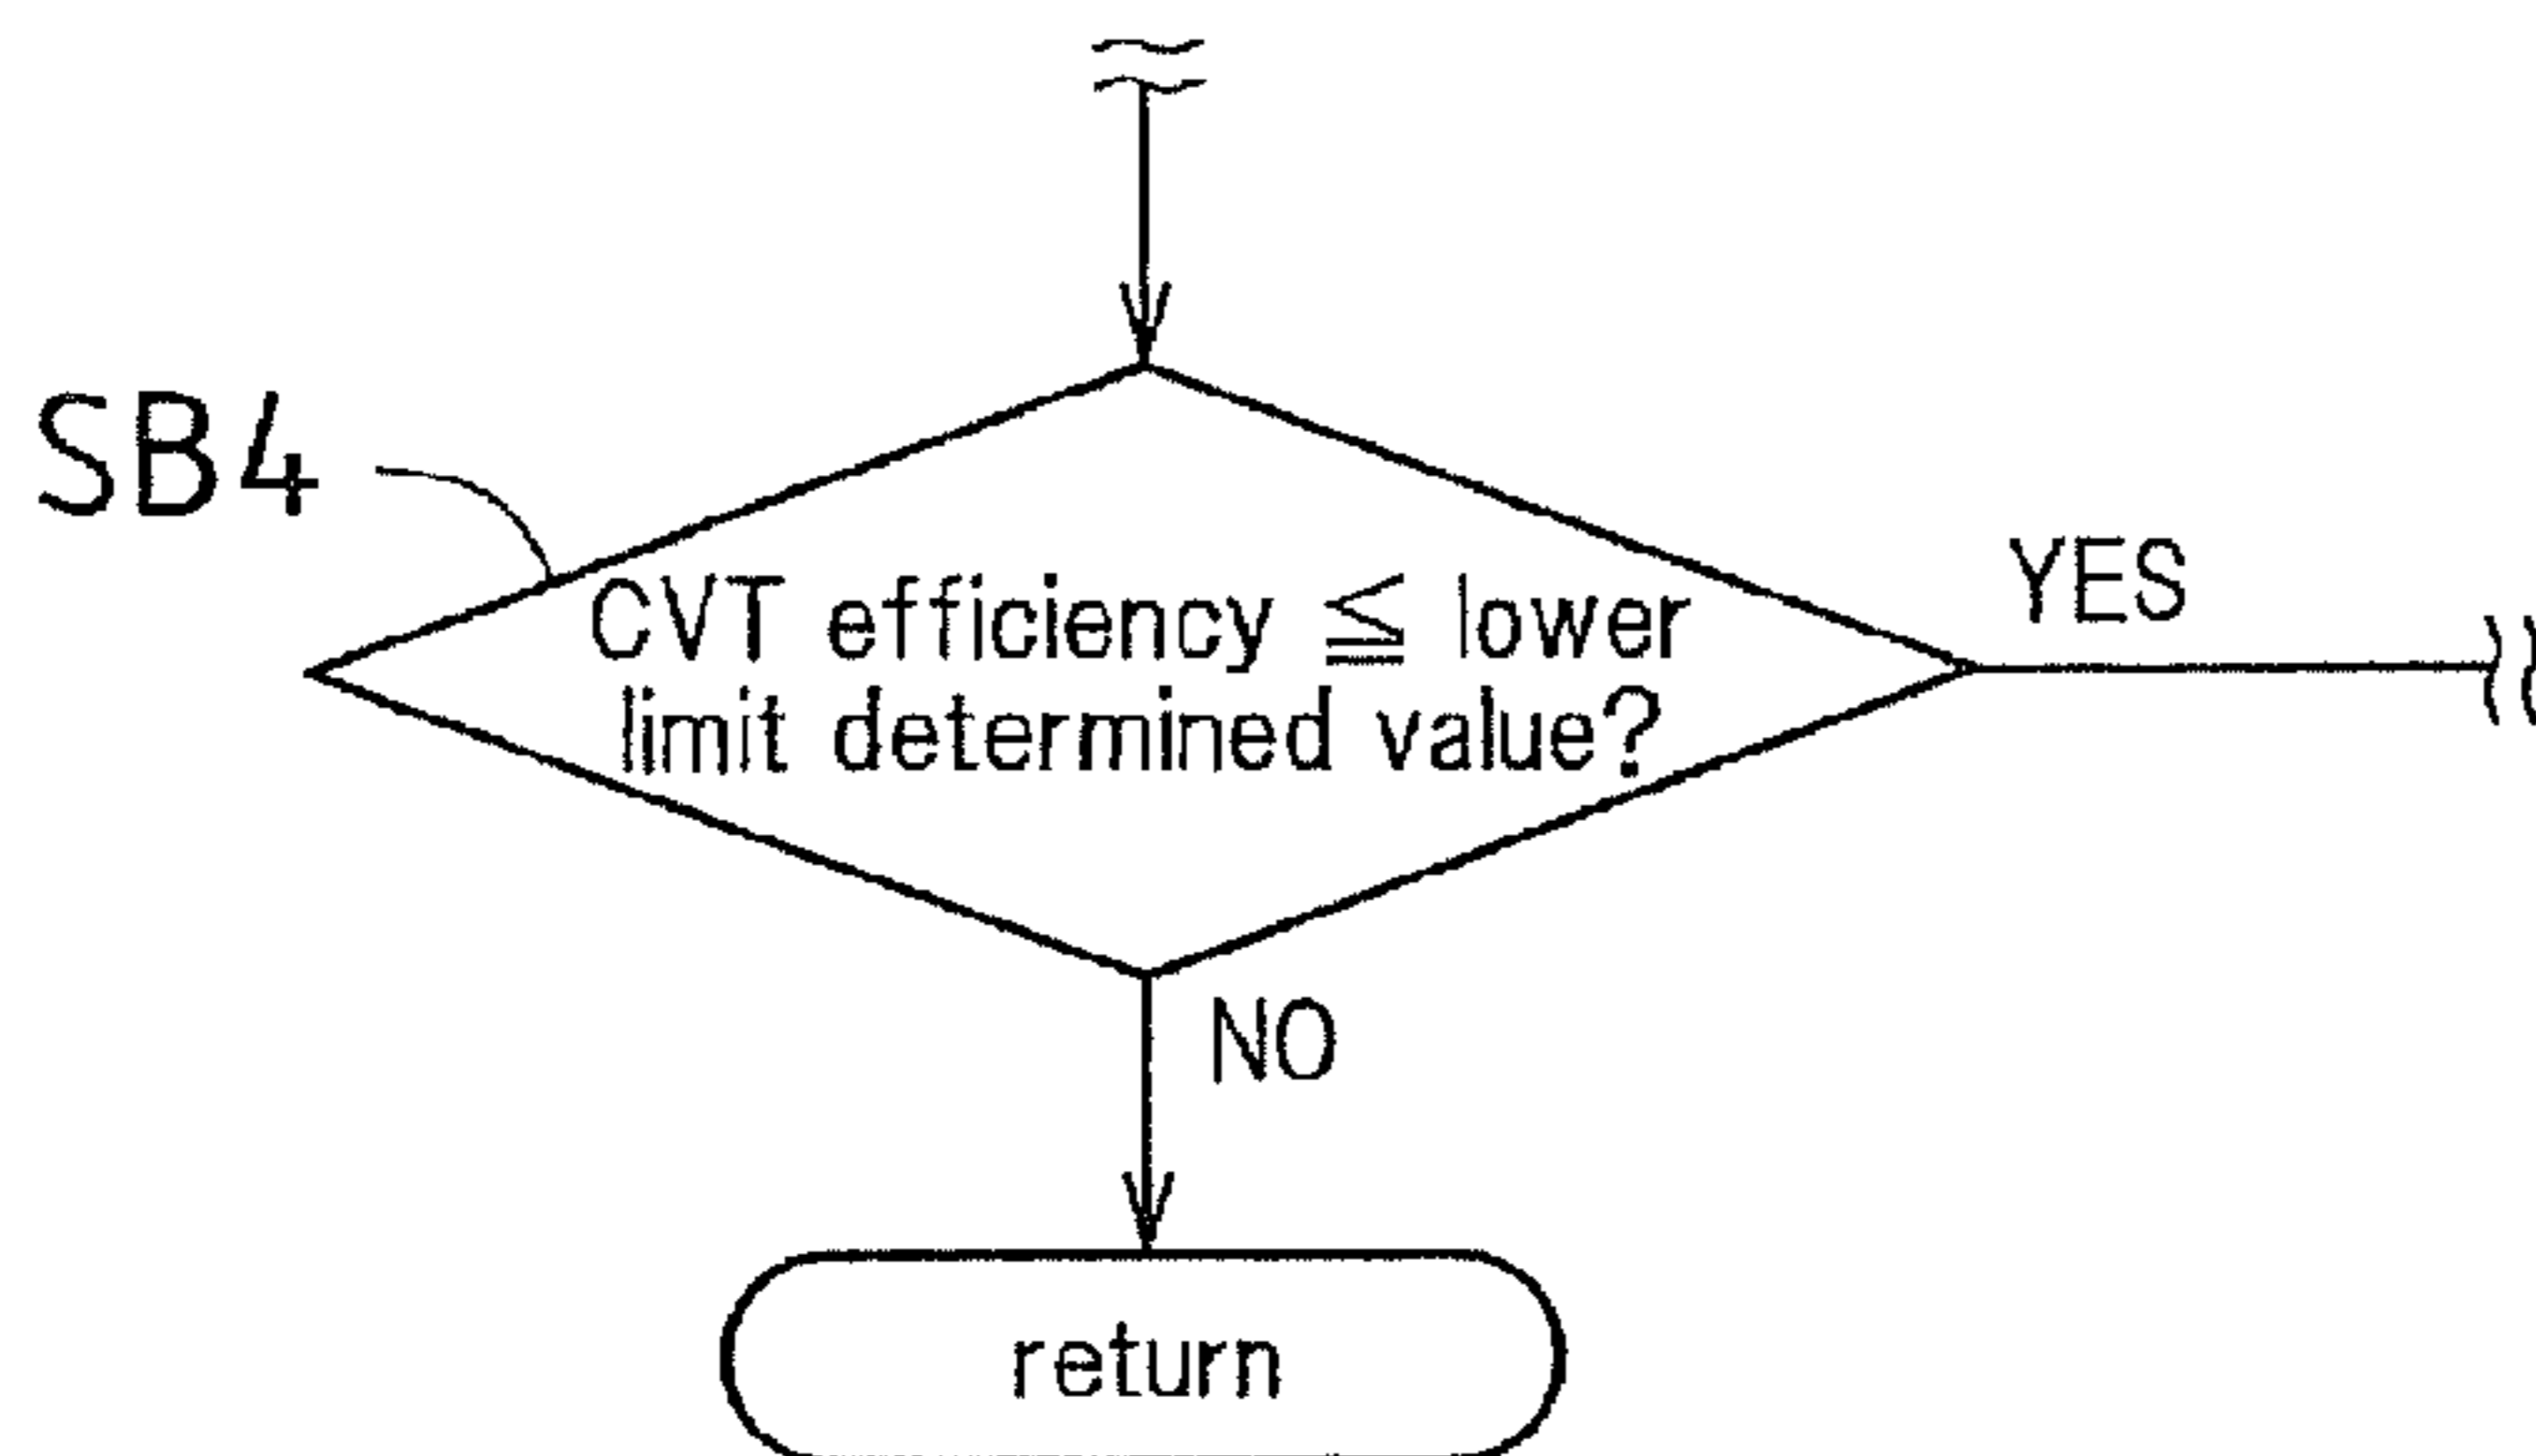 SB4
CVT efficiency ≦ lower
limit determined value?
YES
NO
return